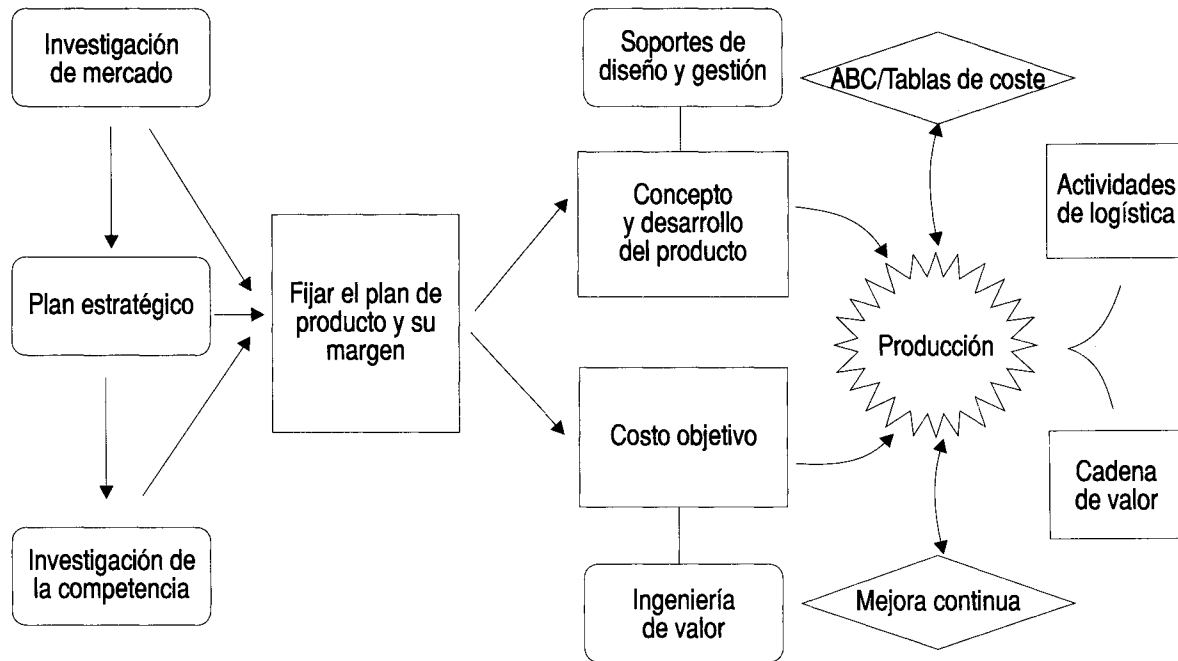 Investigación
de mercado
Plan estratégico
Investigación de
la competencia
Fijar el plan de
producto y su
margen
Soportes de
diseño y gestión
Concepto
y desarrollo
del producto
Costo objetivo
Ingeniería
de valor
ABC/Tablas de coste
Producción
Mejora continua
Actividades
de logística
Cadena
de valor